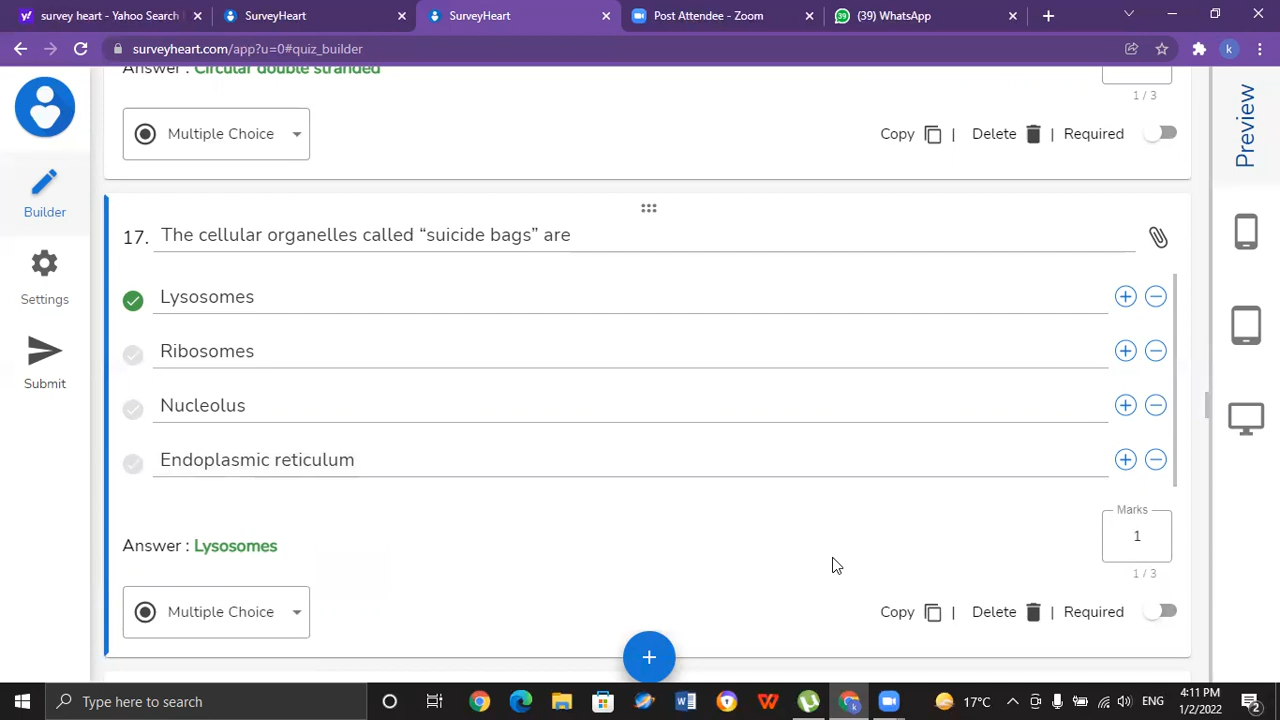 survey heart - Yahoo Search
SurveyHeart
SurveyHeart
Post Attendee - Zoom
(39) WhatsApp
surveyheart.com/app?u=0#quiz_builder
k
Answer : Circular double stranded
1 / 3
Multiple Choice
Copy | Delete | Required
Preview
Builder
Settings
Submit
17. The cellular organelles called “suicide bags” are
Lysosomes
Ribosomes
Nucleolus
Endoplasmic reticulum
Marks
1
Answer : Lysosomes
1 / 3
Multiple Choice
Copy | Delete | Required
Type here to search
17°C
ENG
4:11 PM
1/2/2022
2